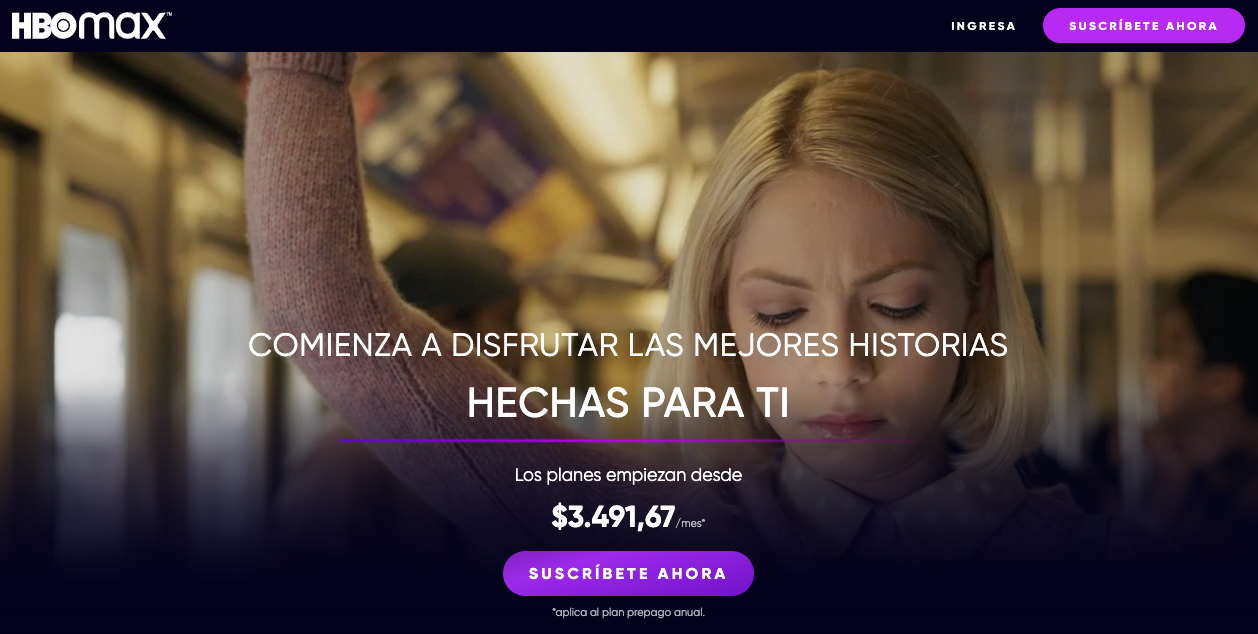 HBOmax™
INGRESA
SUSCRÍBETE AHORA
COMIENZA A DISFRUTAR LAS MEJORES HISTORIAS
HECHAS PARA TI
Los planes empiezan desde
$3.491,67/mes*
SUSCRÍBETE AHORA
*aplica al plan prepago anual.